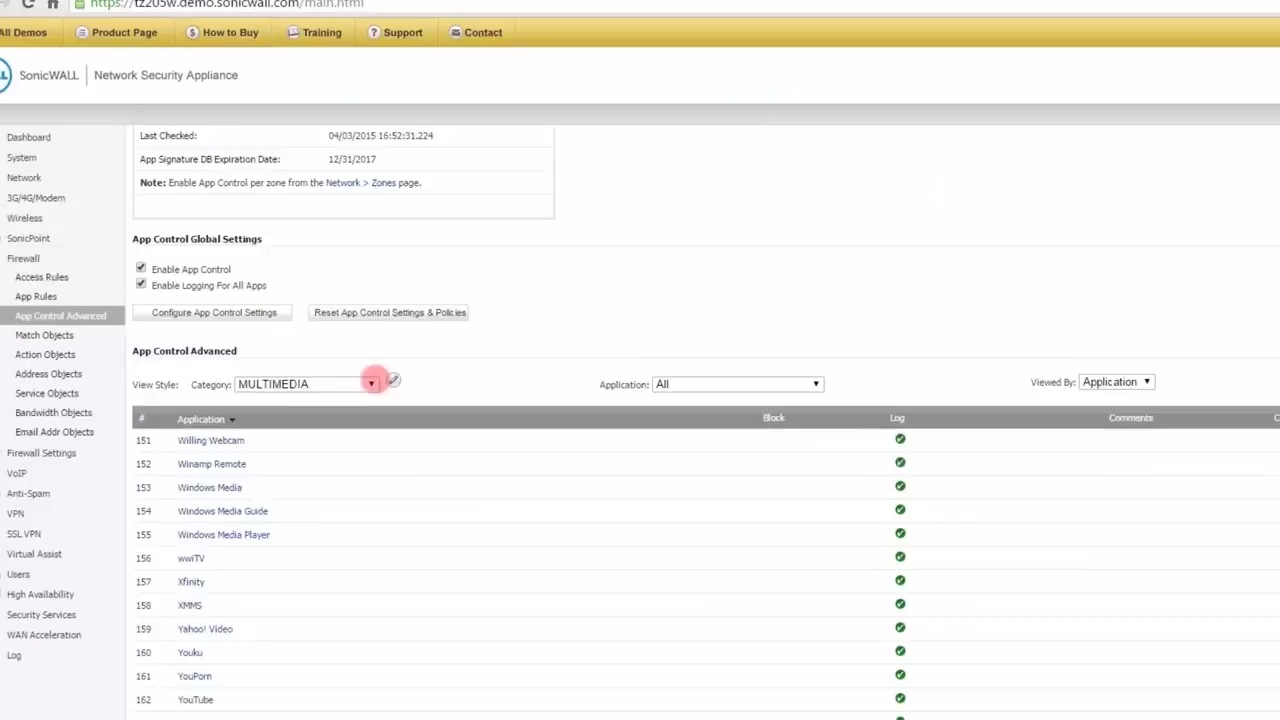 https://tz205w.demo.sonicwall.com/main.html
All Demos Product Page $ How to Buy Training ? Support Contact
SonicWALL | Network Security Appliance
Dashboard
System
Network
3G/4G/Modem
Wireless
SonicPoint
Firewall
Access Rules
App Rules
App Control Advanced
Match Objects
Action Objects
Address Objects
Service Objects
Bandwidth Objects
Email Addr Objects
Firewall Settings
VoIP
Anti-Spam
VPN
SSL VPN
Virtual Assist
Users
High Availability
Security Services
WAN Acceleration
Log
Last Checked: 04/03/2015 16:52:31.224
App Signature DB Expiration Date: 12/31/2017
Note: Enable App Control per zone from the Network > Zones page.
App Control Global Settings
Enable App Control
Enable Logging For All Apps
Configure App Control Settings Reset App Control Settings & Policies
App Control Advanced
View Style: Category: MULTIMEDIA Application: All Viewed By: Application
# Application Block Log Comments
151 Willing Webcam
152 Winamp Remote
153 Windows Media
154 Windows Media Guide
155 Windows Media Player
156 wwiTV
157 Xfinity
158 XMMS
159 Yahoo! Video
160 Youku
161 YouPorn
162 YouTube